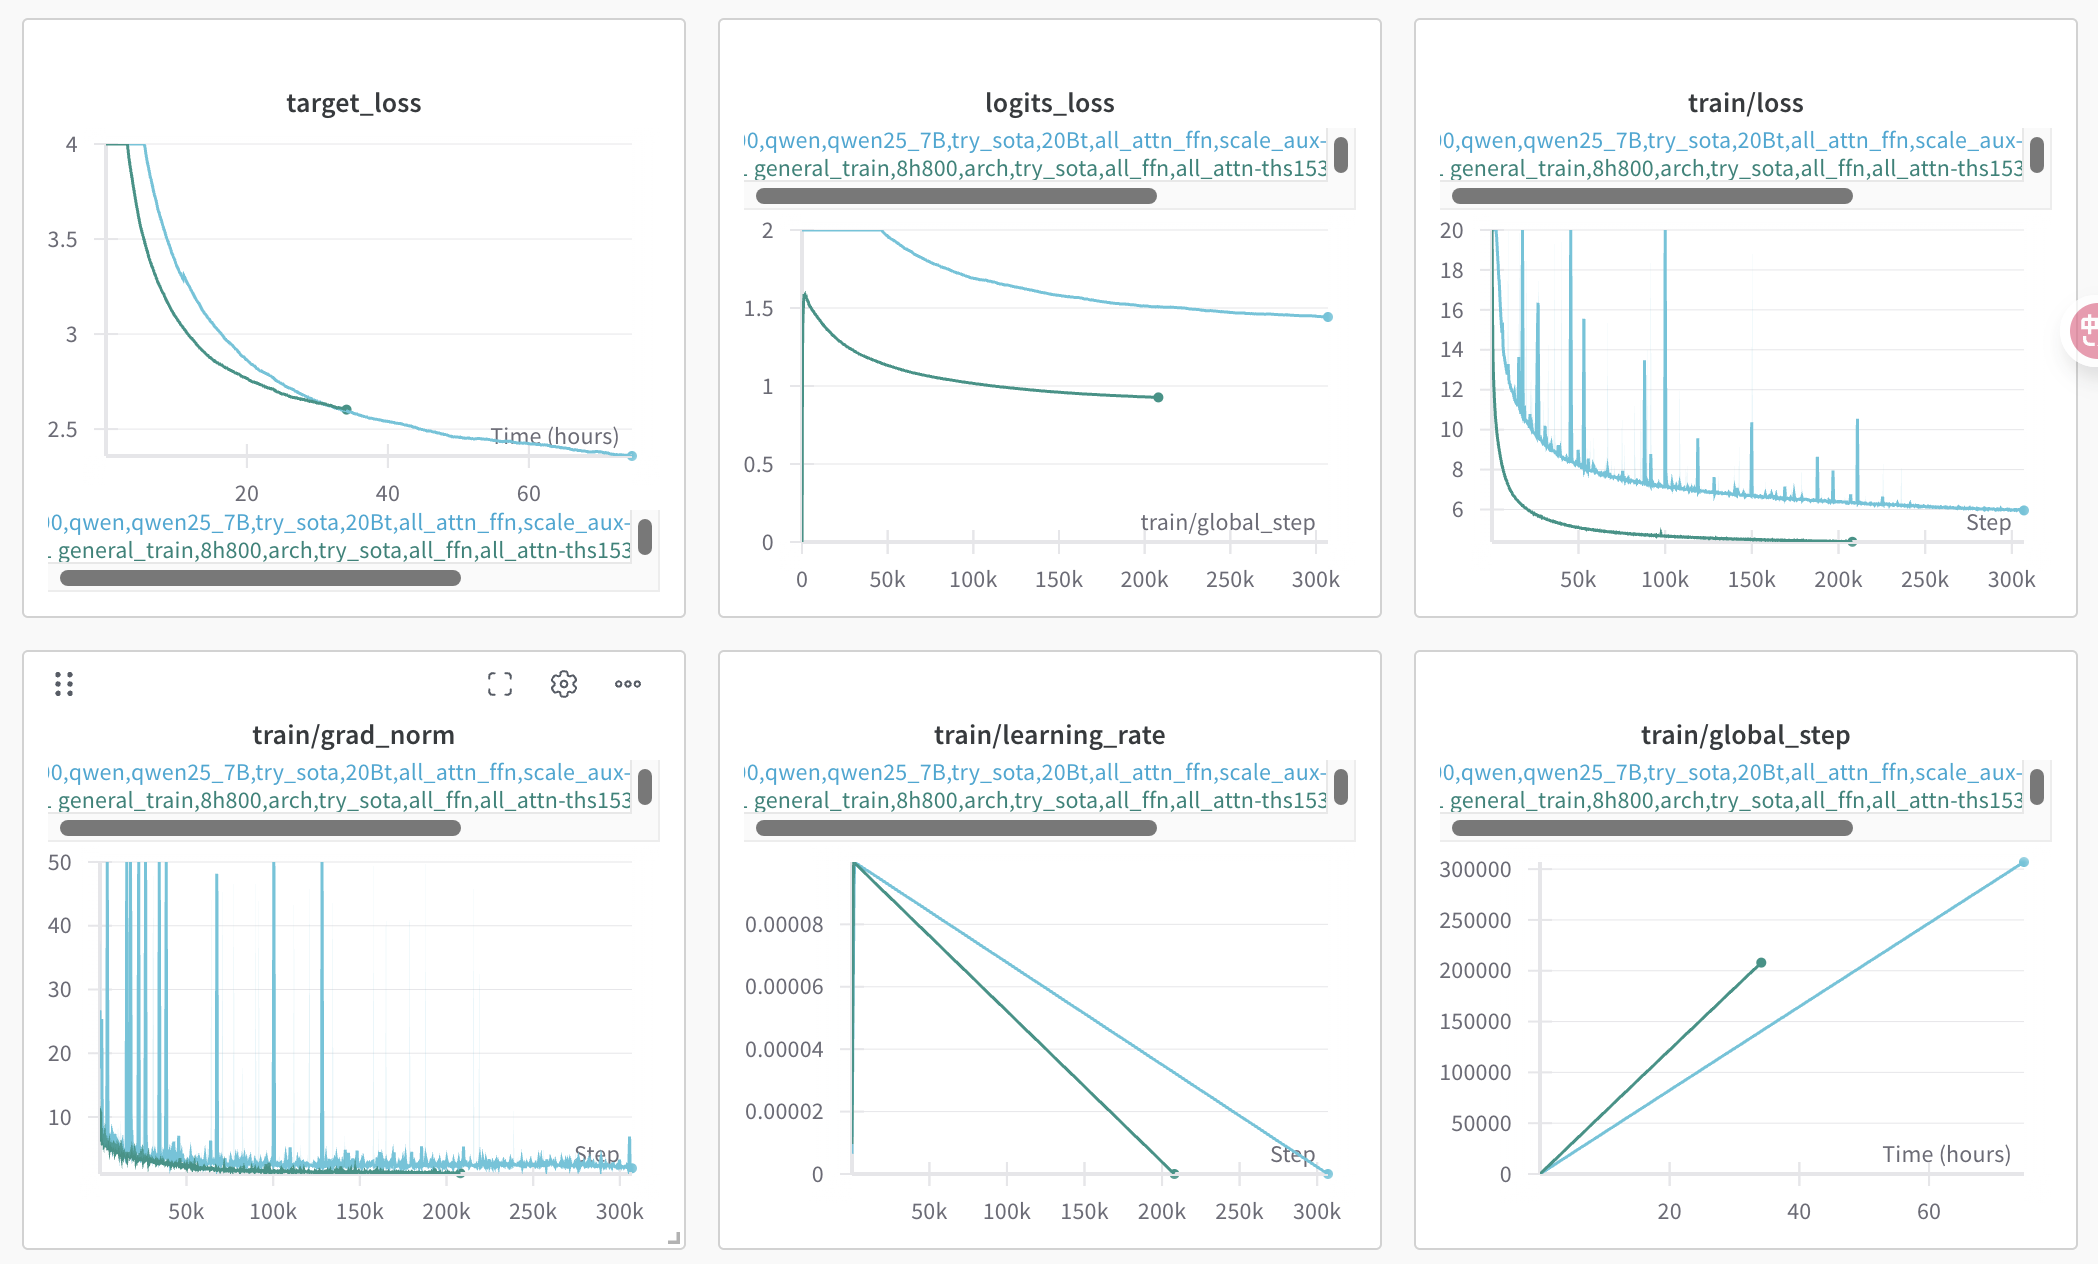 target_loss
4
3.5
3
2.5
Time (hours)
20 40 60
00,qwen,qwen25_7B,try_sota,20Bt,all_attn_ffn,scale_aux-
general_train,8h800,arch,try_sota,all_ffn,all_attn-ths153
logits_loss
00,qwen,qwen25_7B,try_sota,20Bt,all_attn_ffn,scale_aux-
general_train,8h800,arch,try_sota,all_ffn,all_attn-ths153
2
1.5
1
0.5
train/global_step
0
0 50k 100k 150k 200k 250k 300k
train/loss
00,qwen,qwen25_7B,try_sota,20Bt,all_attn_ffn,scale_aux-
general_train,8h800,arch,try_sota,all_ffn,all_attn-ths153
20
18
16
14
12
10
8
6
Step
50k 100k 150k 200k 250k 300k
train/grad_norm
00,qwen,qwen25_7B,try_sota,20Bt,all_attn_ffn,scale_aux-
general_train,8h800,arch,try_sota,all_ffn,all_attn-ths153
50
40
30
20
10
Step
50k 100k 150k 200k 250k 300k
train/learning_rate
00,qwen,qwen25_7B,try_sota,20Bt,all_attn_ffn,scale_aux-
general_train,8h800,arch,try_sota,all_ffn,all_attn-ths153
0.00008
0.00006
0.00004
0.00002
Step
0
50k 100k 150k 200k 250k 300k
train/global_step
00,qwen,qwen25_7B,try_sota,20Bt,all_attn_ffn,scale_aux-
general_train,8h800,arch,try_sota,all_ffn,all_attn-ths153
300000
250000
200000
150000
100000
50000
Time (hours)
0
20 40 60